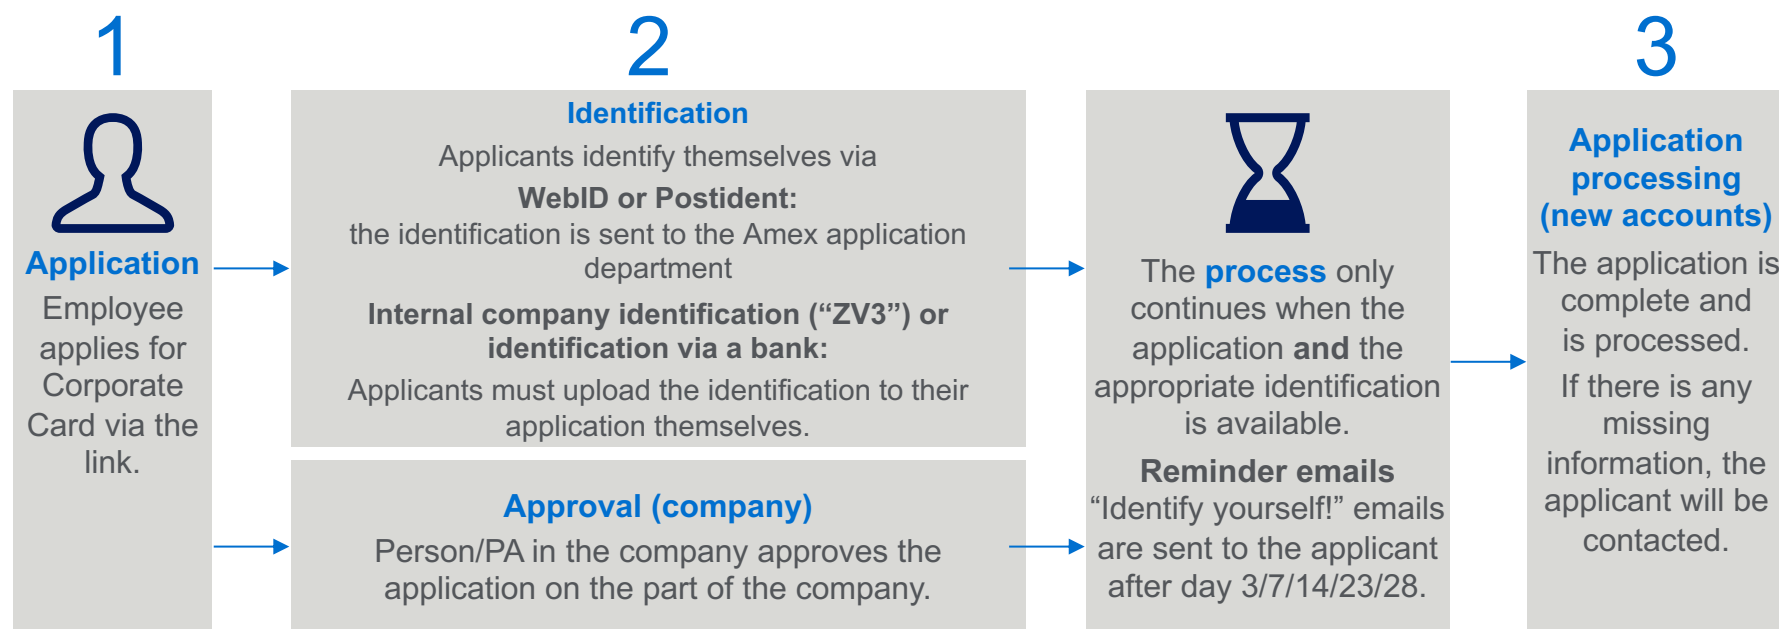 1
Application
Employee
applies for
Corporate
Card via the
link.
2
Identification
Applicants identify themselves via
WebID or Postident:
the identification is sent to the Amex application
department
Internal company identification (“ZV3”) or
identification via a bank:
Applicants must upload the identification to their
application themselves.
Approval (company)
Person/PA in the company approves the
application on the part of the company.
The process only
continues when the
application and the
appropriate identification
is available.
Reminder emails
“Identify yourself!” emails
are sent to the applicant
after day 3/7/14/23/28.
3
Application
processing
(new accounts)
The application is
complete and
is processed.
If there is any
missing
information, the
applicant will be
contacted.